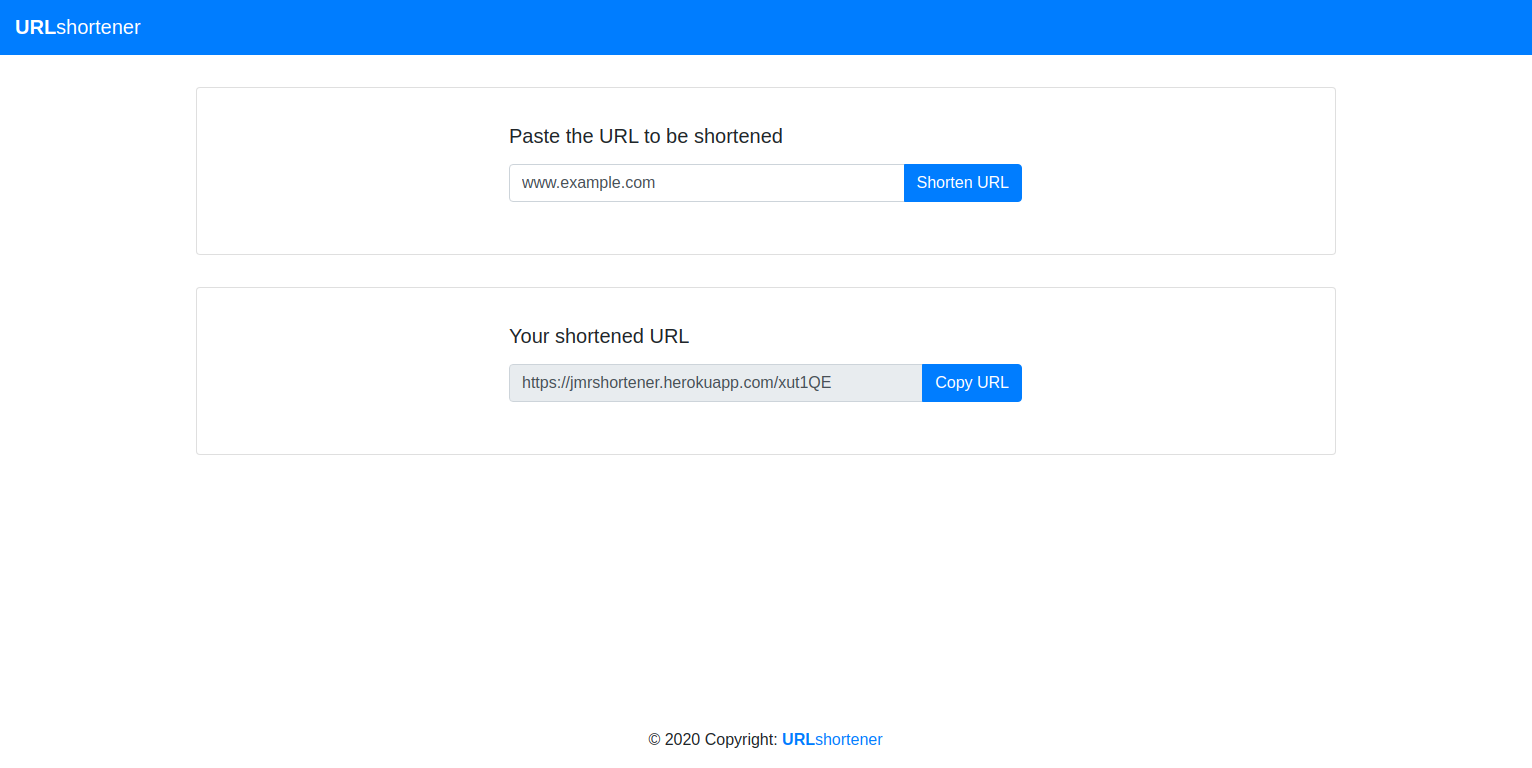 URLshortener
Paste the URL to be shortened
www.example.com Shorten URL
Your shortened URL
https://jmrshortener.herokuapp.com/xut1QE Copy URL
© 2020 Copyright: URLshortener